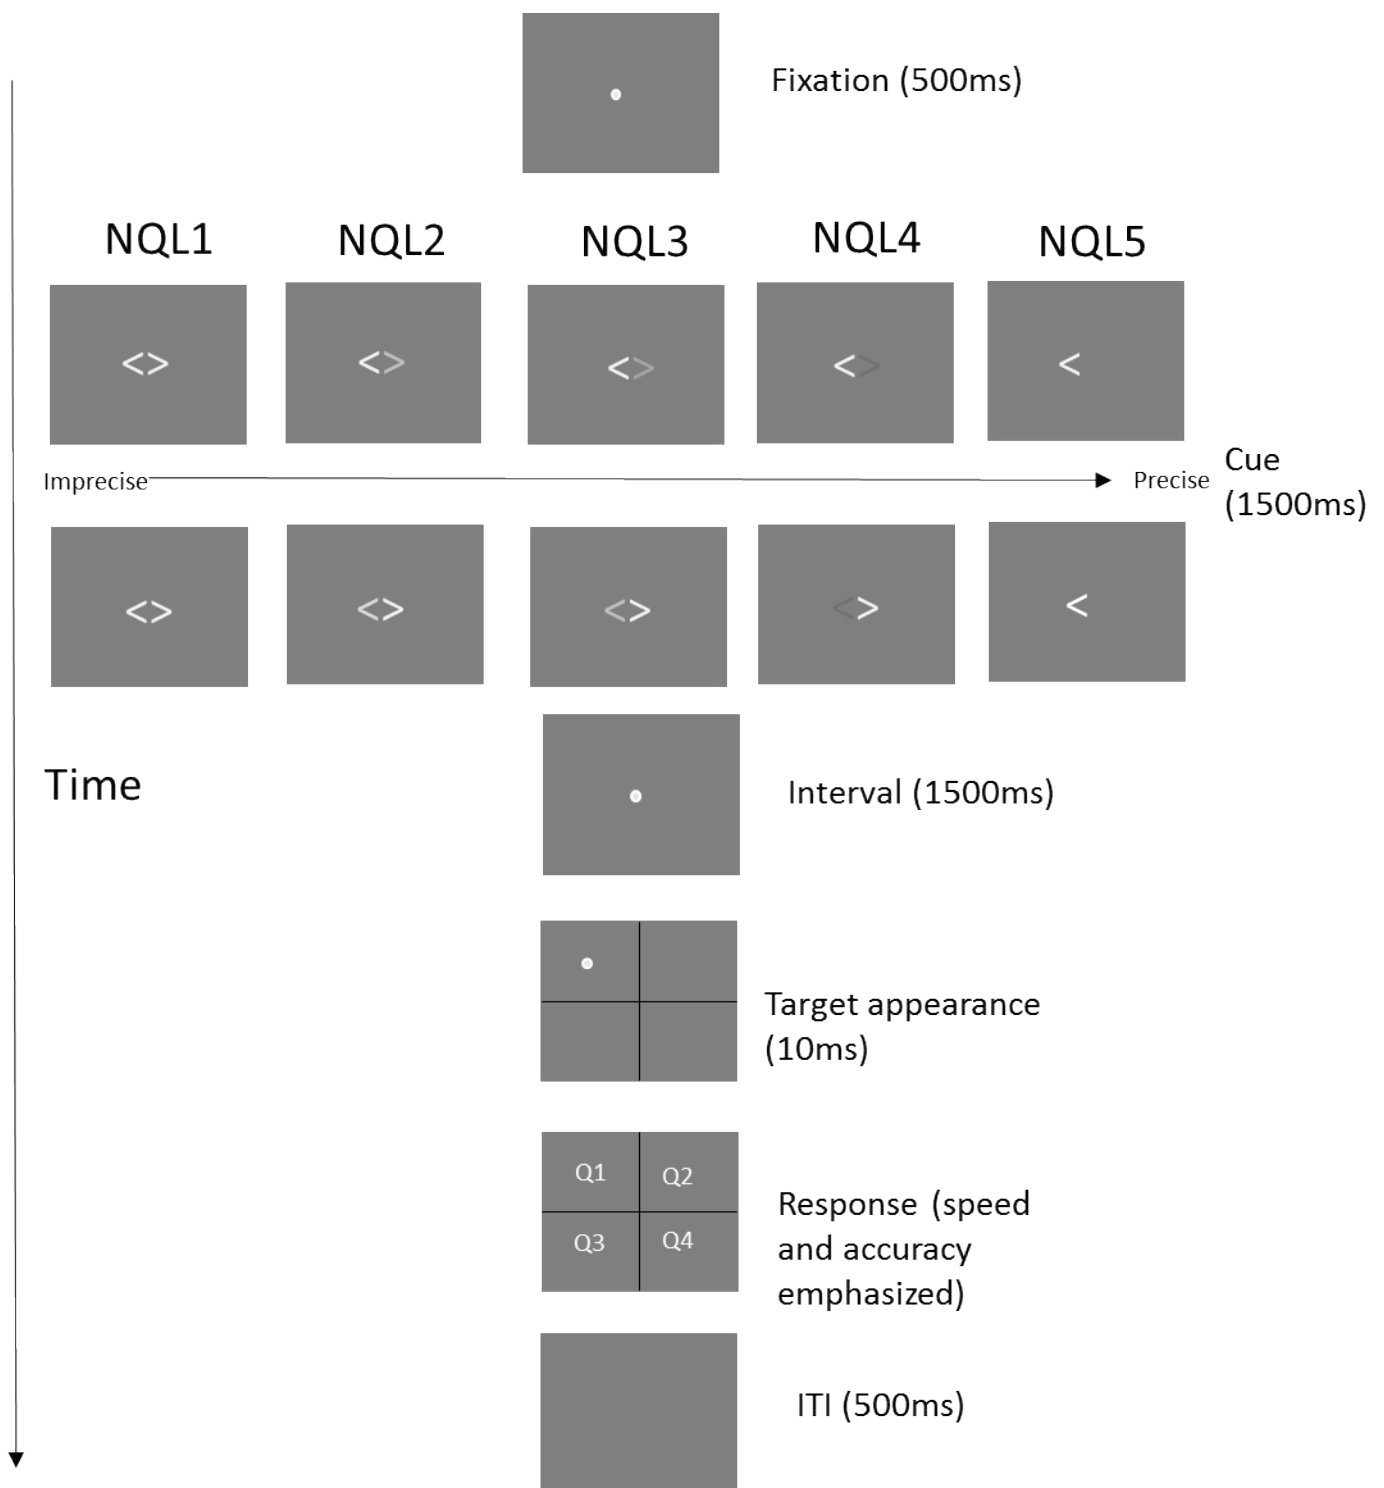 Fixation (500ms)
NQL1 NQL2 NQL3 NQL4 NQL5
<> <> <> <> <
Imprecise Precise
Cue
(1500ms)
<> <> <> <> <
Time
Interval (1500ms)
Target appearance
(10ms)
Q1 Q2
Q3 Q4
Response (speed
and accuracy
emphasized)
ITI (500ms)